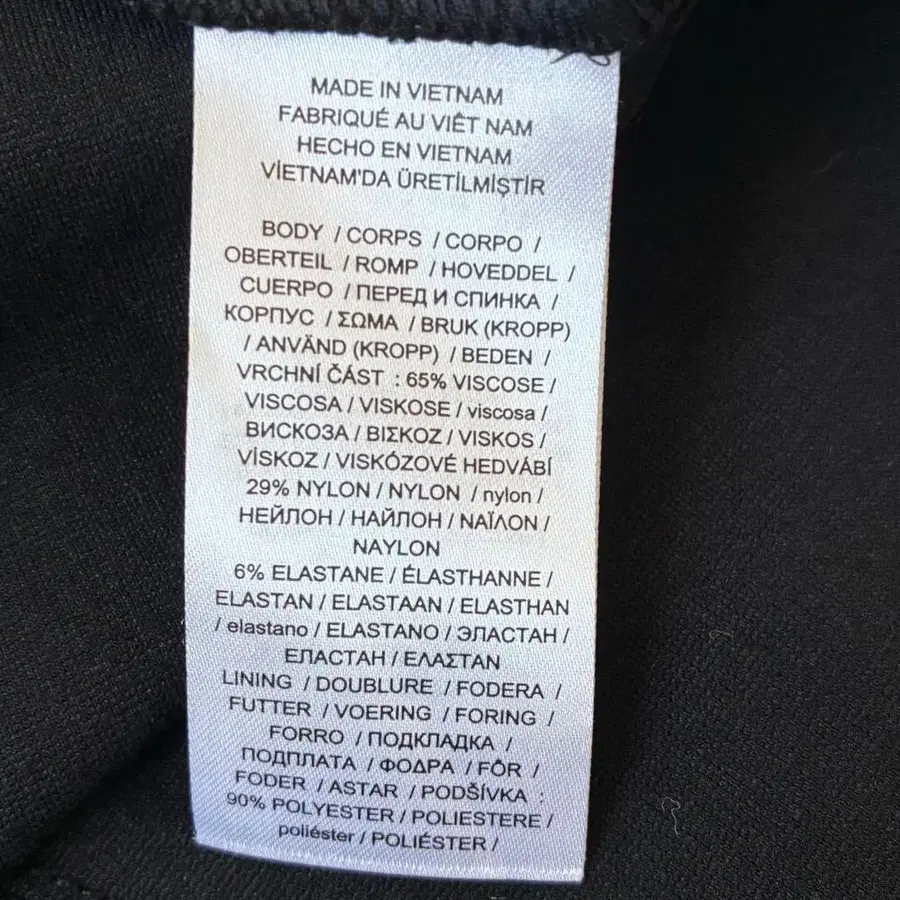 MADE IN VIETNAM
FABRIQUÉ AU VIÊT NAM
HECHO EN VIETNAM
VİETNAM'DA ÜRETİLMİŞTİR
BODY / CORPS / CORPO /
OBERTEIL / ROMP / HOVEDDEL /
CUERPO / ПЕРЕД И СПИНКА /
КОРПУС / ΣΩΜΑ / BRUK (KROPP)
/ ANVÄND (KROPP) / BEDEN /
VRCHNÍ ČÁST : 65% VISCOSE /
VISCOSA / VISKOSE / viscosa /
ВИСКОЗА / ΒΙΣΚΟΖ / VISKOS /
VİSKOZ / VISKÓZOVÉ HEDVÁBÍ
29% NYLON / NYLON / nylon /
НЕЙЛОН / НАЙЛОН / ΝΑΪΛΟΝ /
NAYLON
6% ELASTANE / ÉLASTHANNE /
ELASTAN / ELASTAAN / ELASTHAN
/ elastano / ELASTANO / ЭЛАСТАН /
ЕЛАСТАН / ΕΛΑΣΤΑΝ
LINING / DOUBLURE / FODERA /
FUTTER / VOERING / FORING /
FORRO / ПОДКЛАДКА /
ПОДПЛАТА / ΦΟΔΡΑ / FÔR /
FODER / ASTAR / PODŠÍVKA :
90% POLYESTER / POLIESTERE /
poliéster / POLIÉSTER /